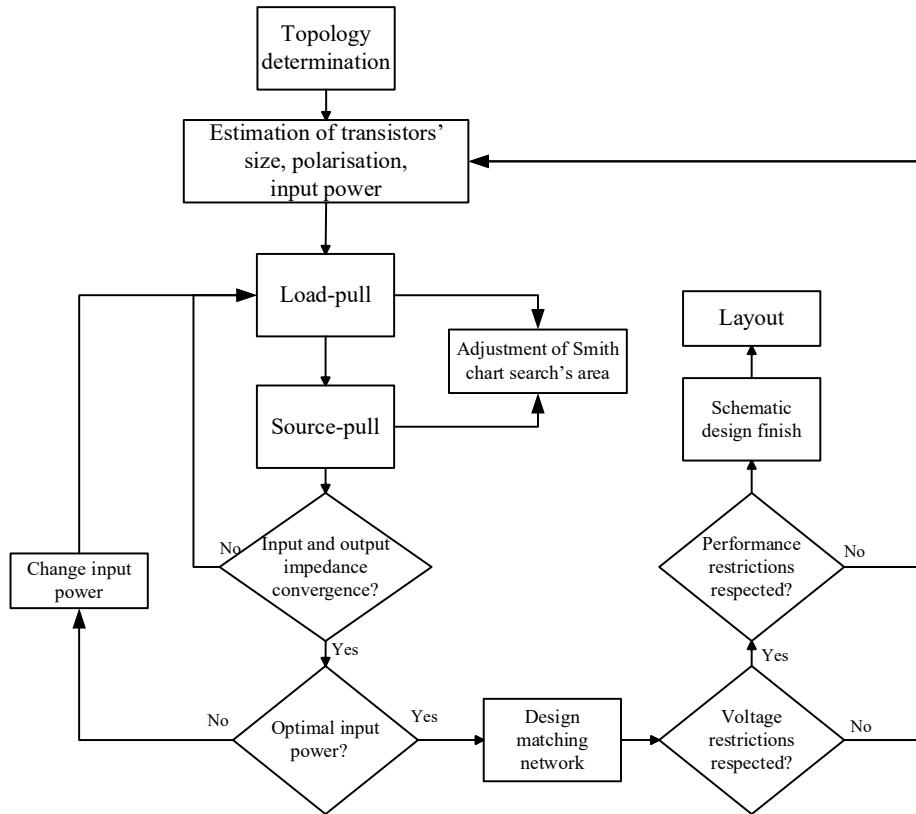 Topology
determination
Estimation of transistors’
size, polarisation,
input power
Load-pull
Adjustment of Smith
chart search’s area
Source-pull
Layout
Schematic
design finish
No
Input and output
impedance
convergence?
Change input
power
Performance
restrictions
respected?
No
Yes
Yes
No
Optimal input
power?
Yes
Design
matching
network
Voltage
restrictions
respected?
No